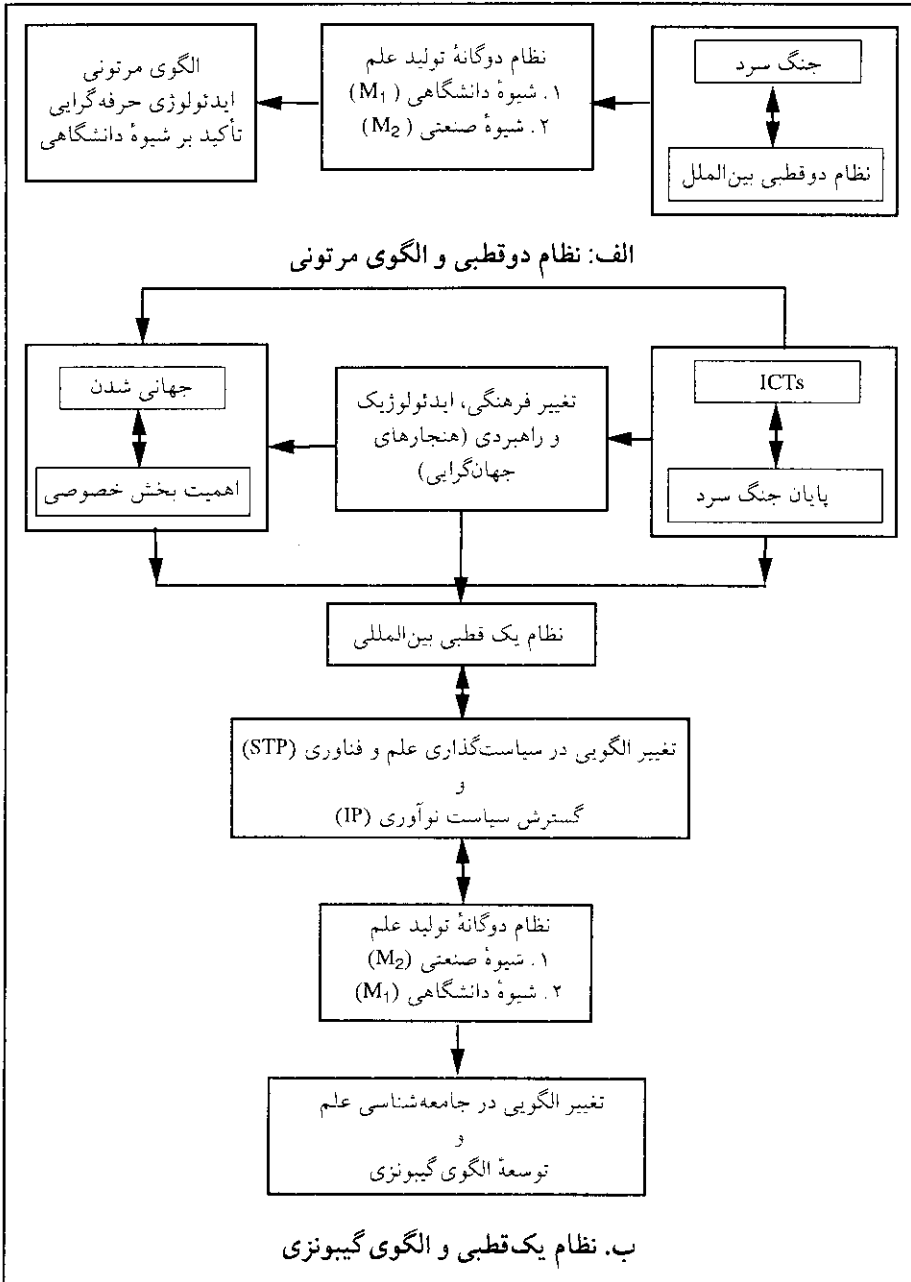 جنگ سرد
نظام دوقطبی بین‌الملل
نظام دوگانهٔ تولید علم
۱. شیوهٔ دانشگاهی (M1)
۲. شیوهٔ صنعتی (M2)
الگوی مرتونی
ایدئولوژی حرفه‌گرایی
تأکید بر شیوهٔ دانشگاهی
الف: نظام دوقطبی و الگوی مرتونی
ICTs
پایان جنگ سرد
تغییر فرهنگی، ایدئولوژیک
و راهبردی (هنجارهای
جهان‌گرایی)
جهانی شدن
اهمیت بخش خصوصی
نظام یک قطبی بین‌المللی
تغییر الگویی در سیاست‌گذاری علم و فناوری (STP)
و
گسترش سیاست نوآوری (IP)
نظام دوگانهٔ تولید علم
۱. شیوهٔ صنعتی (M2)
۲. شیوهٔ دانشگاهی (M1)
تغییر الگویی در جامعه‌شناسی علم
و
توسعهٔ الگوی گیبونزی
ب. نظام یک‌قطبی و الگوی گیبونزی